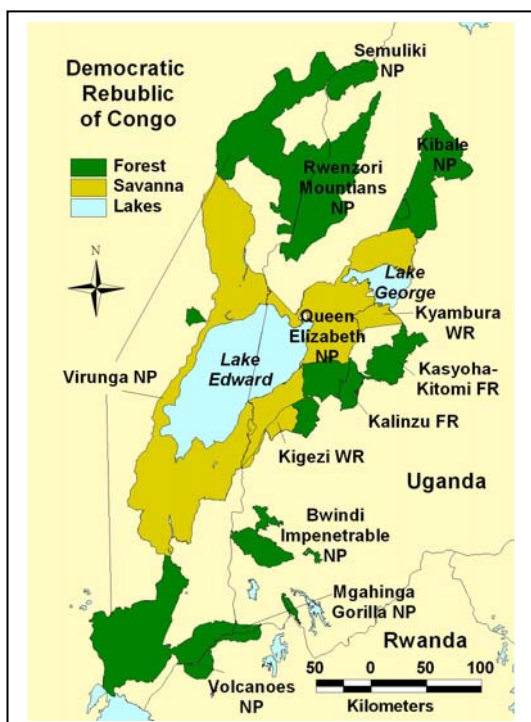 Democratic
Rebublic
of Congo
Forest
Savanna
Lakes
N
Semuliki
NP
Kibale
NP
Rwenzori
Mountians
NP
Lake
George
Queen
Elizabeth
NP
Kyambura
WR
Lake
Edward
Virunga NP
Kasyoha-
Kitomi FR
Kalinzu FR
Kigezi WR
Uganda
Bwindi
Impenetrable
NP
Mgahinga
Gorilla NP
Rwanda
Volcanoes
NP
50 0 50 100
Kilometers